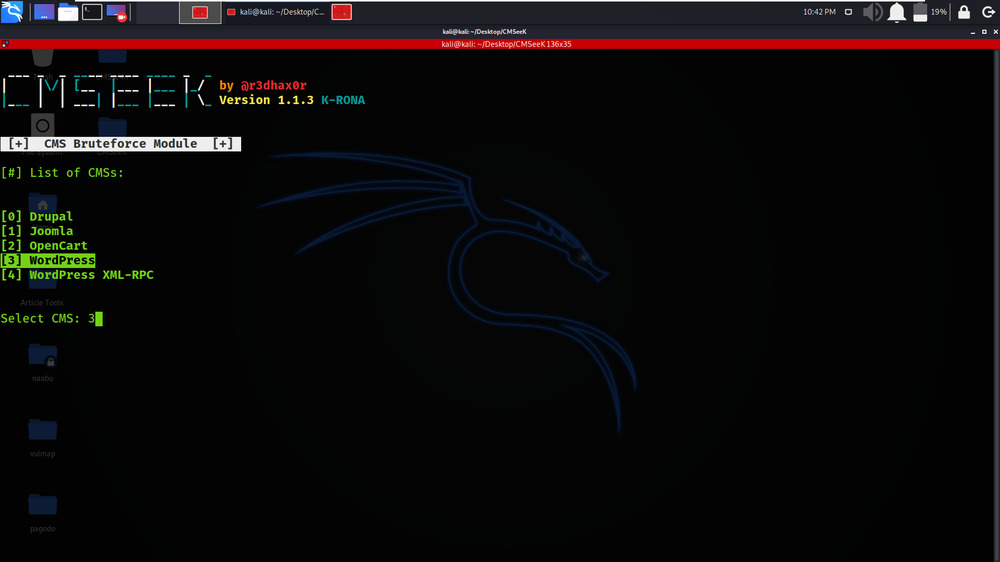 kali@kali: ~/Desktop/C...
10:42 PM
19%
kali@kali: ~/Desktop/CMSeeK
kali@kali: ~/Desktop/CMSeeK 136x35
CMSEEK
by @r3dhax0r
Version 1.1.3 K-RONA
[+] CMS Bruteforce Module [+]
[#] List of CMSs:
[0] Drupal
[1] Joomla
[2] OpenCart
[3] WordPress
[4] WordPress XML-RPC
Article Tools
Select CMS: 3
naabu
vulmap
pagodo